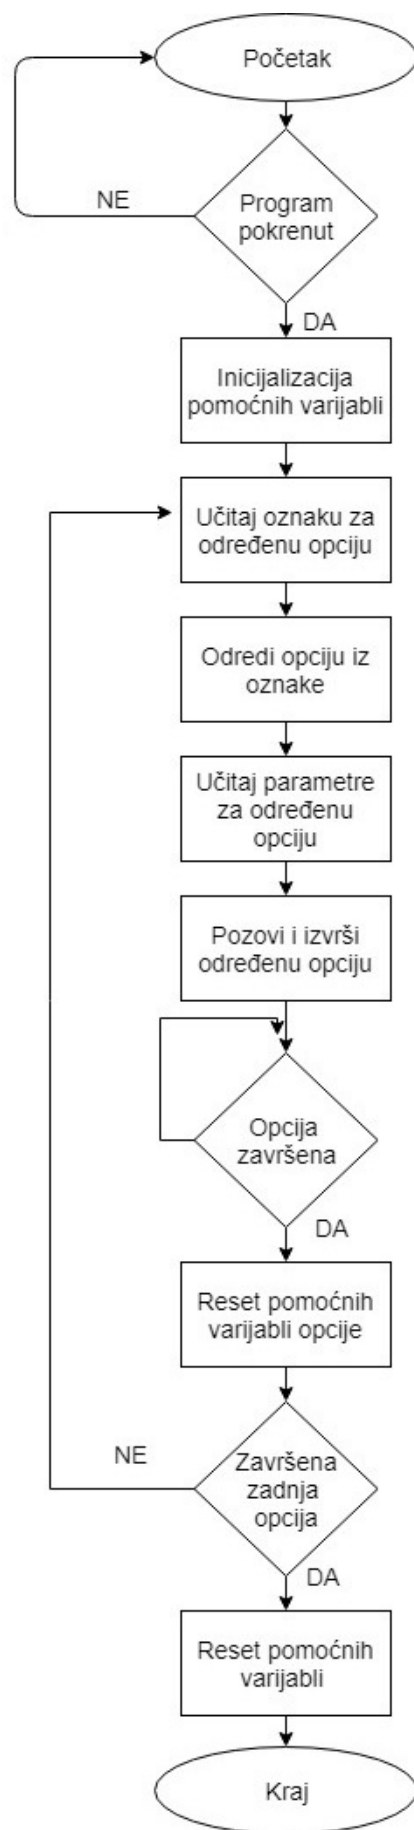 Početak
NE
Program
pokrenut
DA
Inicijalizacija
pomoćnih varijabli
Učitaj oznaku za
određenu opciju
Odredi opciju iz
oznake
Učitaj parametre
za određenu
opciju
Pozovi i izvrši
određenu opciju
Opcija
završena
DA
Reset pomoćnih
varijabli opcije
NE
Završena
zadnja
opcija
DA
Reset pomoćnih
varijabli
Kraj